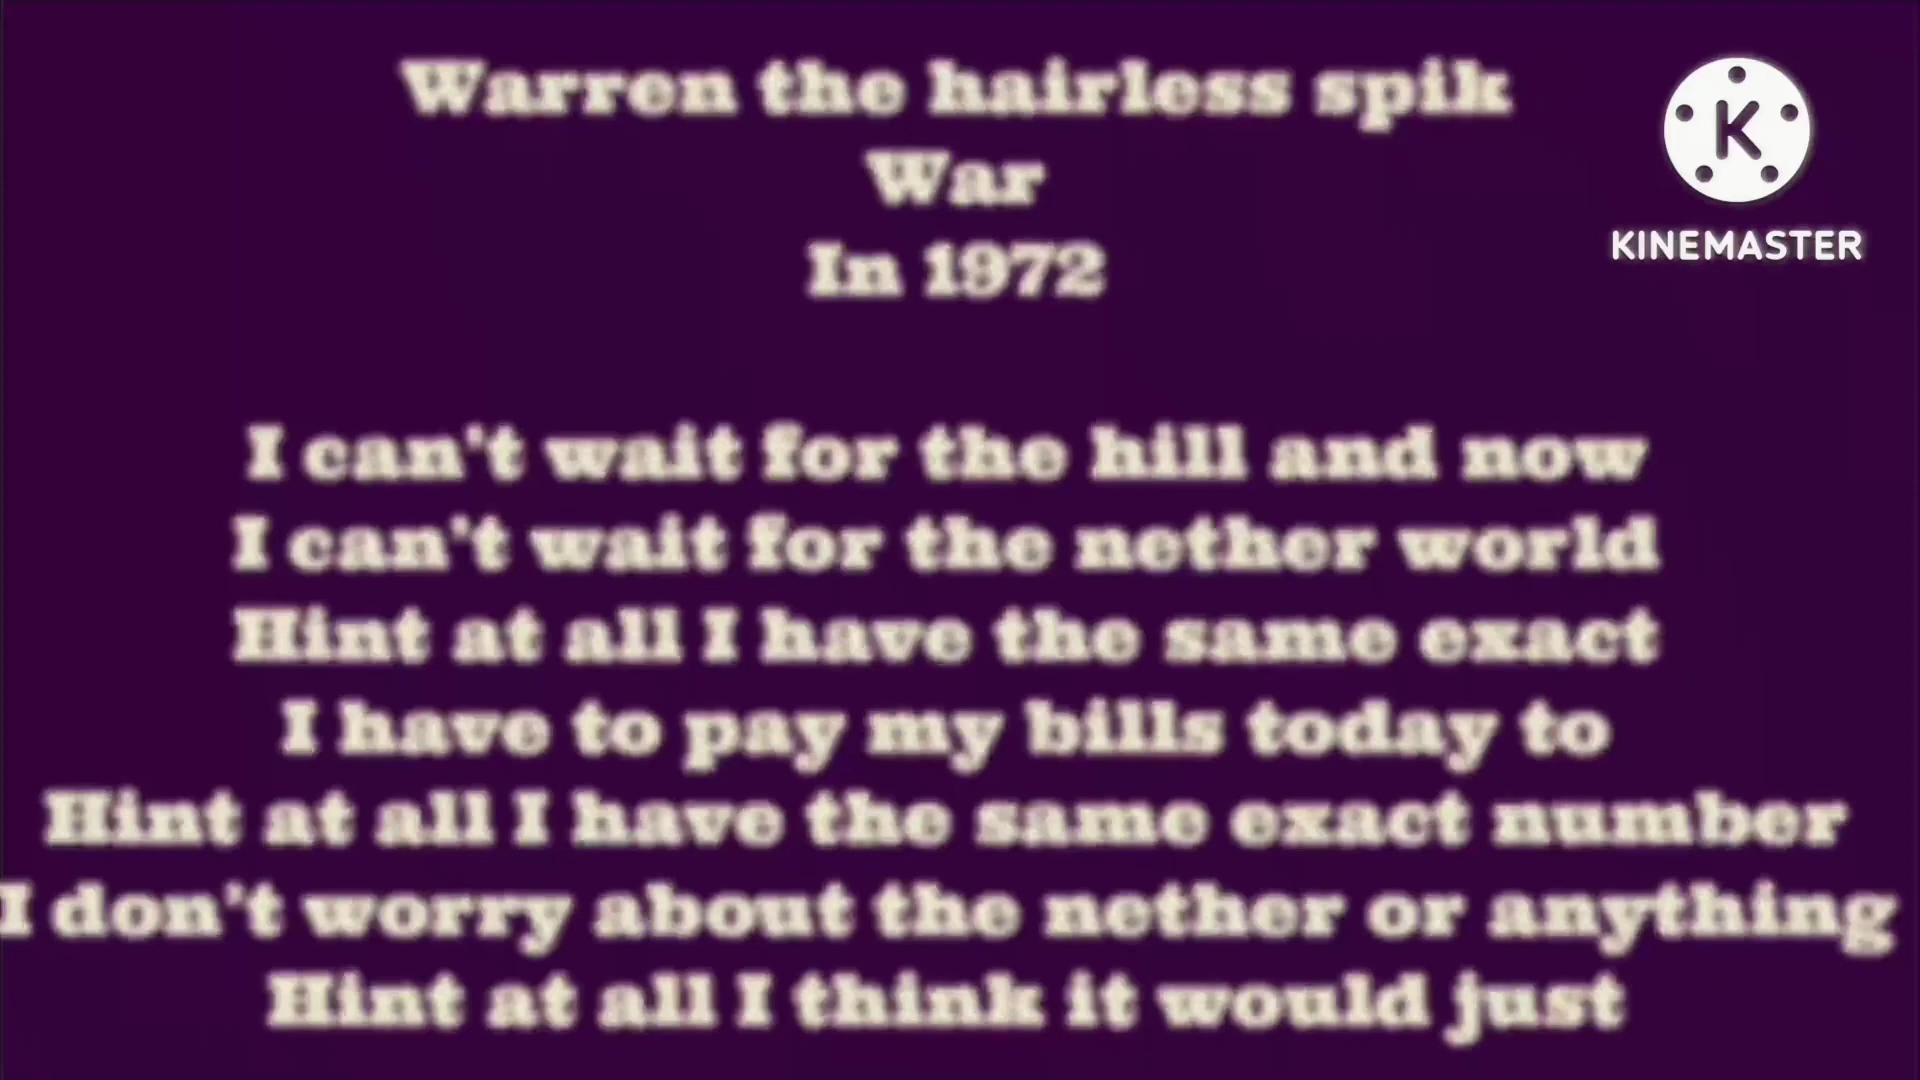 Warren the hairless spik
War
In 1972
K
KINEMASTER
I can't wait for the hill and now
I can't wait for the nether world
Hint at all I have the same exact
I have to pay my bills today to
Hint at all I have the same exact number
I don't worry about the nether or anything
Hint at all I think it would just